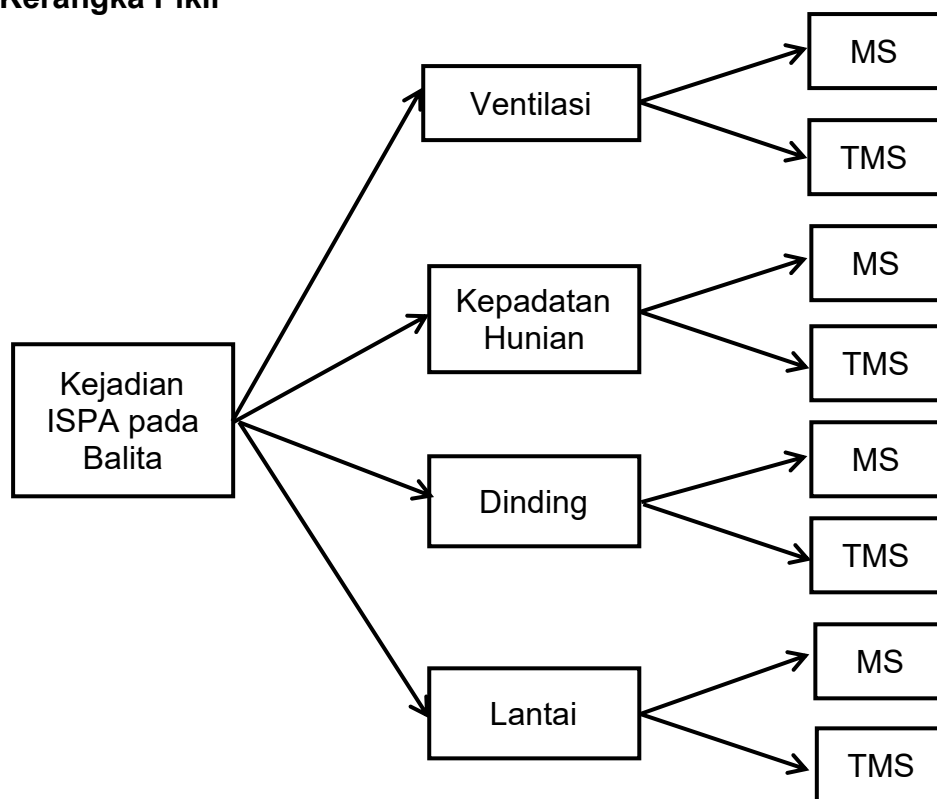 Kerangka Pikir
MS
Ventilasi
TMS
MS
Kepadatan
Hunian
TMS
Kejadian
ISPA pada
Balita
MS
Dinding
TMS
MS
Lantai
TMS